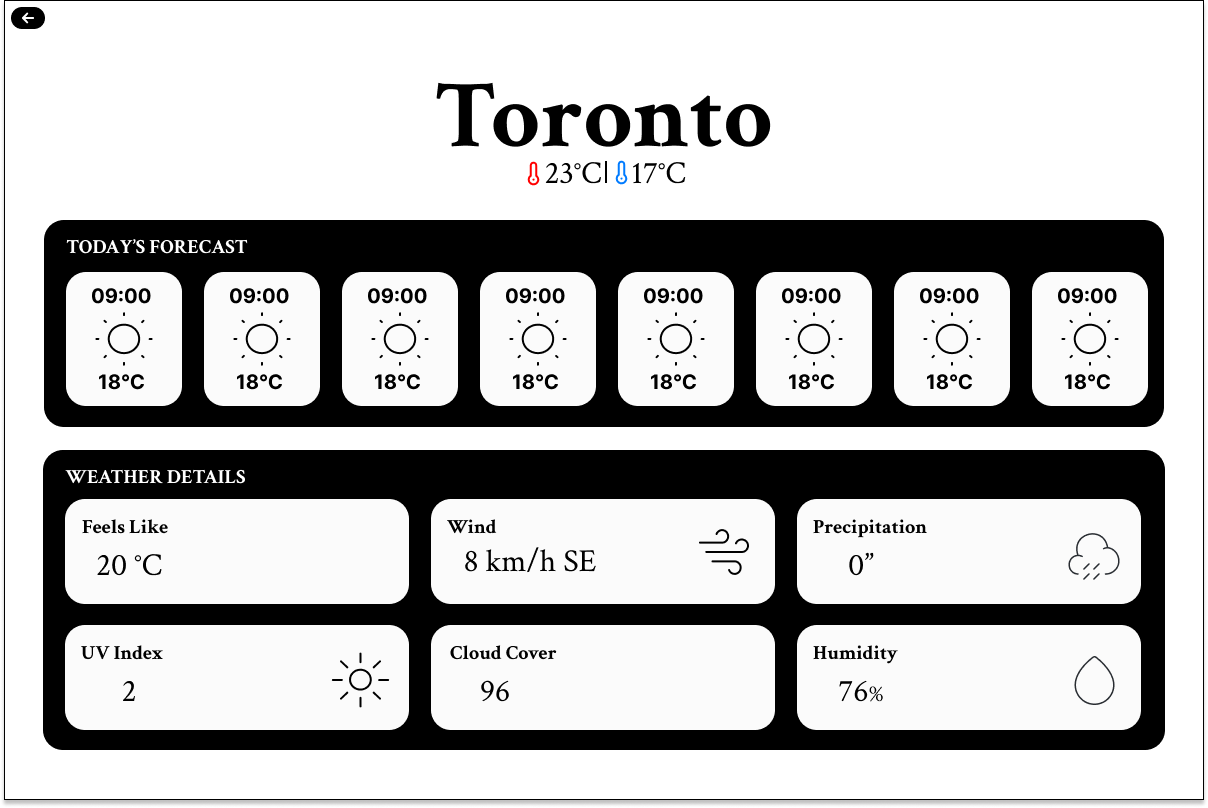 Toronto
23°C| 17°C
TODAY'S FORECAST
09:00 09:00 09:00 09:00 09:00 09:00 09:00 09:00
18°C 18°C 18°C 18°C 18°C 18°C 18°C 18°C
WEATHER DETAILS
Feels Like
20 °C
Wind
8 km/h SE
Precipitation
0”
UV Index
2
Cloud Cover
96
Humidity
76%